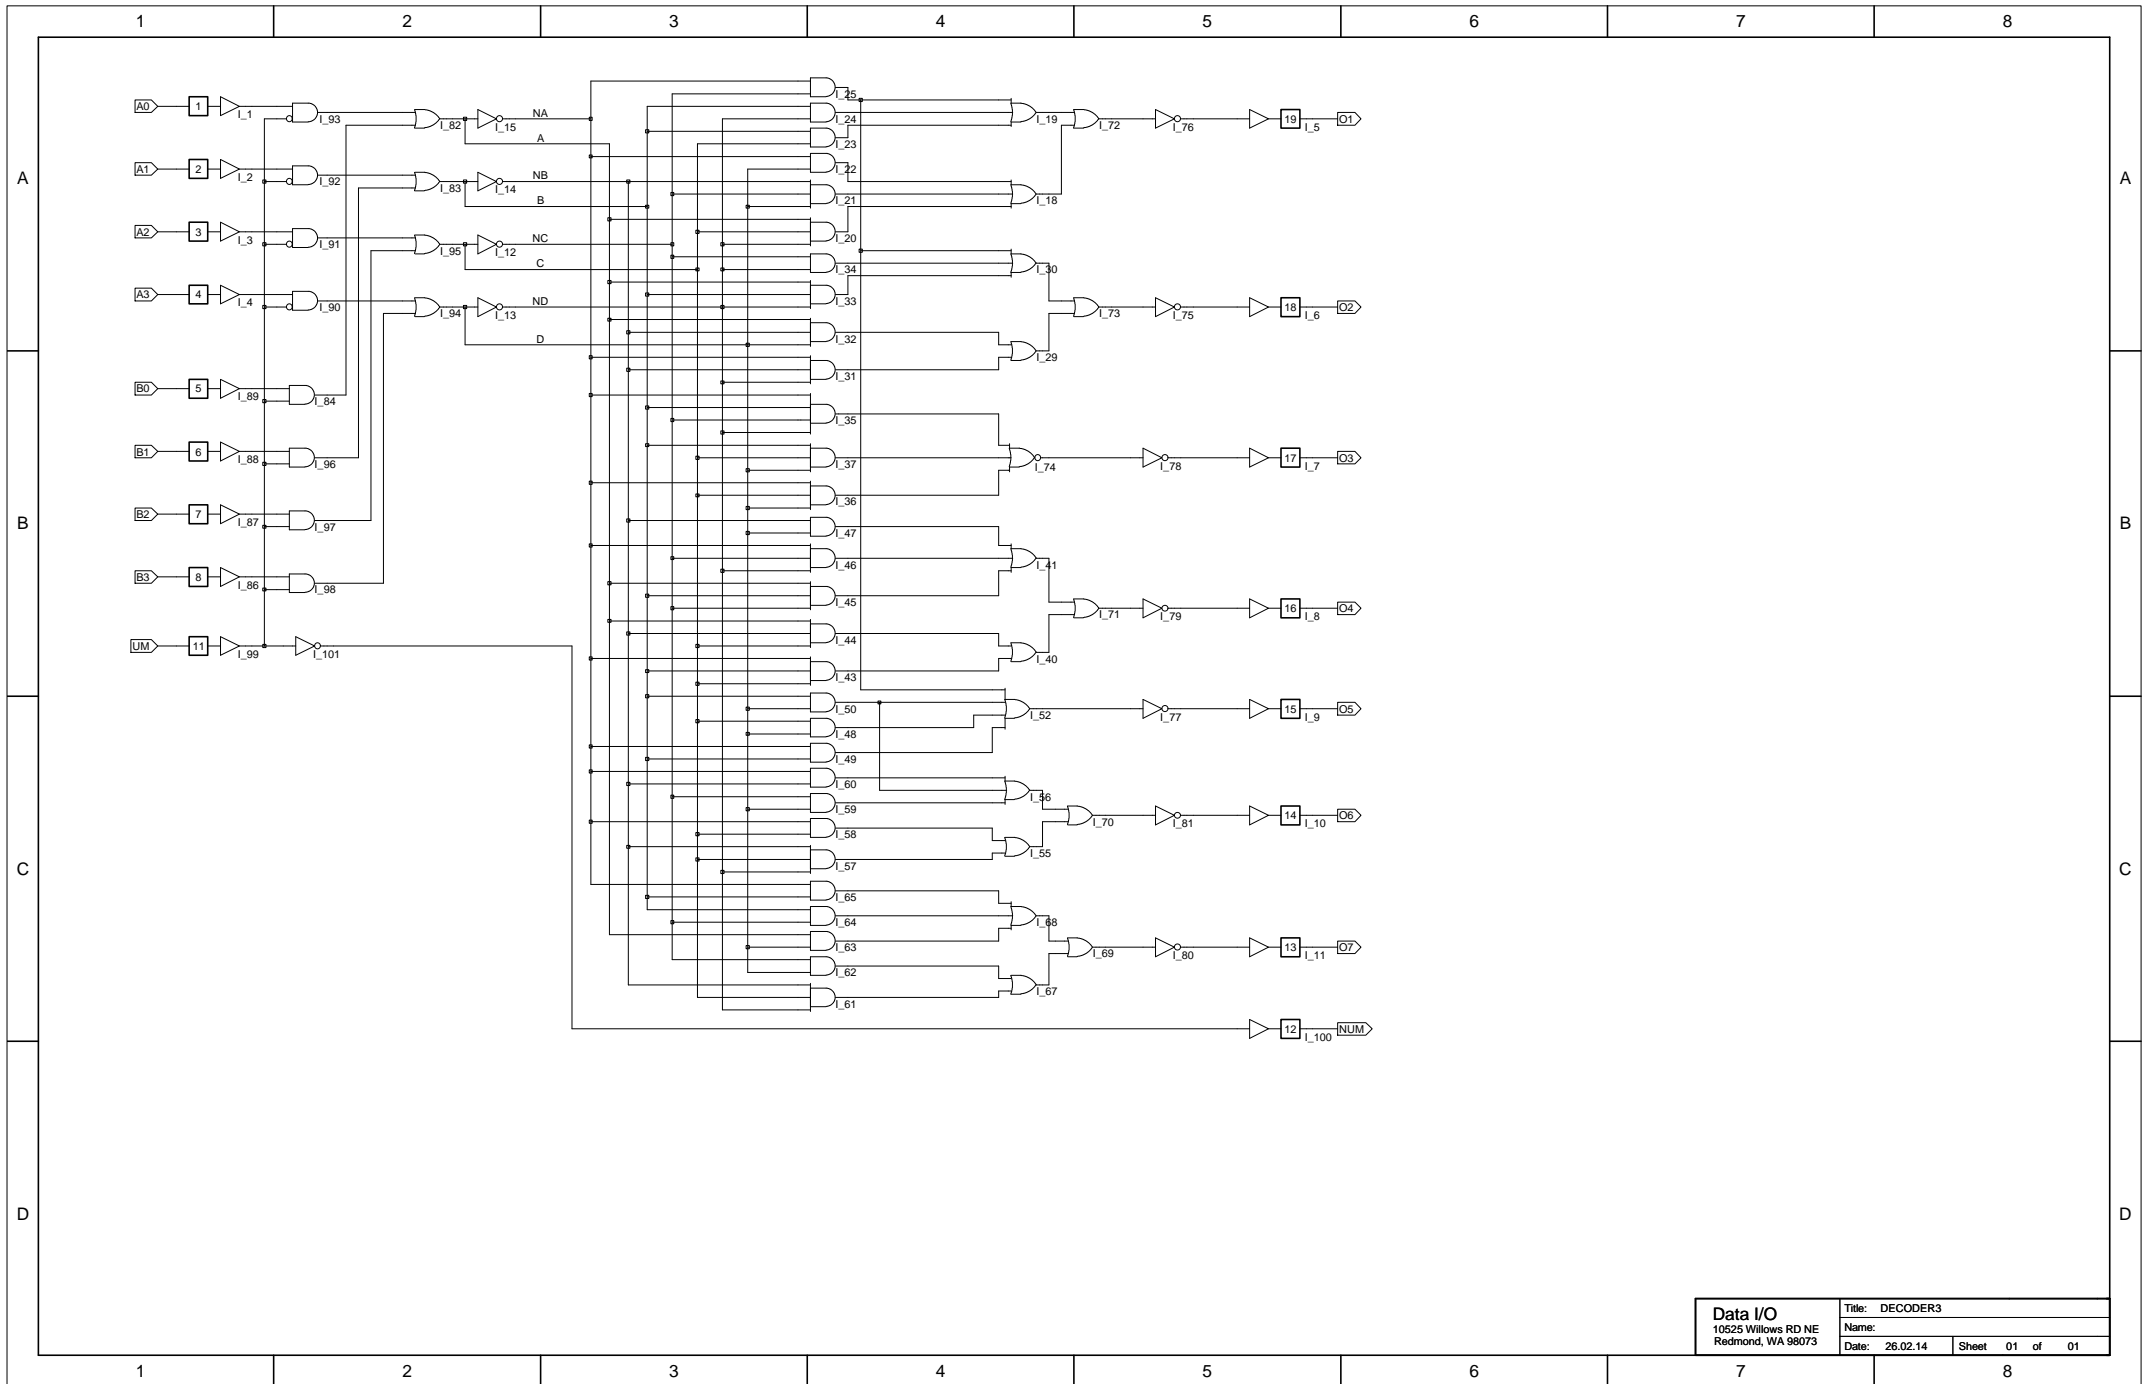 1 2 3 4 5 6 7 8
A A
B B
C C
D D
1 2 3 4 5 6 7 8
A0 1 I_1 I_93 I_82 I_15 NA
A
A1 2 I_2 I_92 I_83 I_14 NB
B
A2 3 I_3 I_91 I_95 I_12 NC
C
A3 4 I_4 I_90 I_94 I_13 ND
D
B0 5 I_89 I_84
B1 6 I_88 I_96
B2 7 I_87 I_97
B3 8 I_86 I_98
UM 11 I_99 I_101
I_25
I_24 I_19 I_72 I_76 19 I_5 O1
I_23
I_22
I_21 I_18
I_20
I_34 I_30
I_33 I_73 I_75 18 I_6 O2
I_32
I_29
I_31
I_35
I_37 I_74 I_78 17 I_7 O3
I_36
I_47
I_46 I_41
I_45 I_71 I_79 16 I_8 O4
I_44
I_40
I_43
I_50 I_52 I_77 15 I_9 O5
I_48
I_49
I_60 I_56
I_59 I_70 I_81 14 I_10 O6
I_58
I_55
I_57
I_65
I_64 I_68
I_63 I_69 I_80 13 I_11 O7
I_62
I_67
I_61
12 I_100 NUM
Data I/O
10525 Willows RD NE
Redmond, WA 98073
Title: DECODER3
Name:
Date: 26.02.14 Sheet 01 of 01